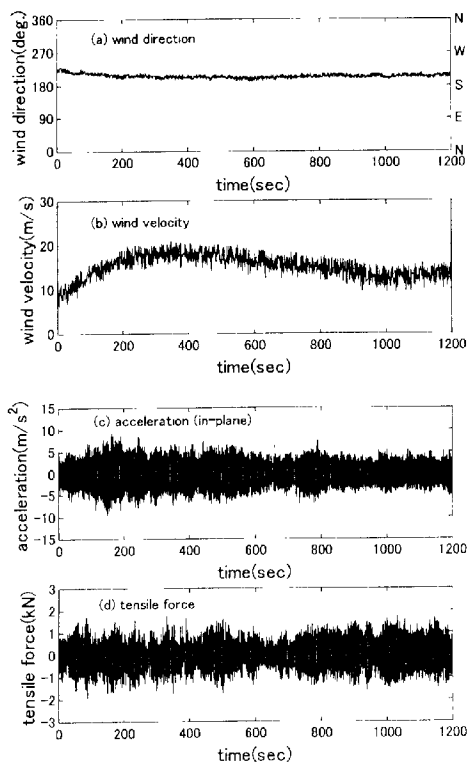 360
270
180
90
0
wind direction(deg.)
(a) wind direction
N
W
S
E
N
0 200 400 600 800 1000 1200
time(sec)
30
20
10
0
wind velocity(m/s)
(b) wind velocity
0 200 400 600 800 1000 1200
time(sec)
15
10
5
0
-5
-10
-15
acceleration(m/s²)
(c) acceleration (in-plane)
0 200 400 600 800 1000 1200
time(sec)
3
2
1
0
-1
-2
-3
tensile force(kN)
(d) tensile force
0 200 400 600 800 1000 1200
time(sec)